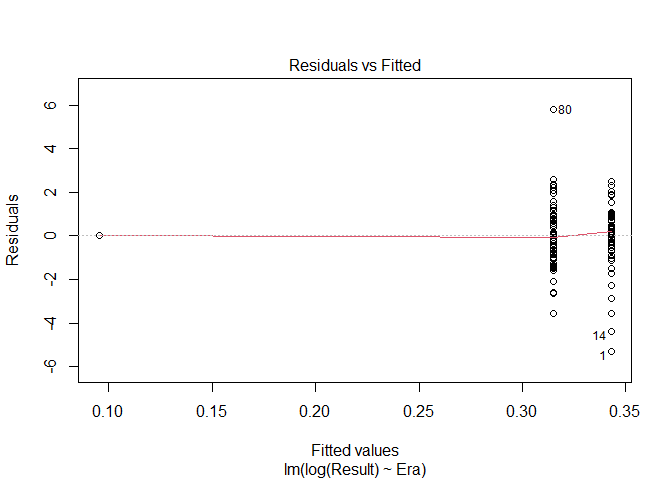 Residuals vs Fitted
Residuals
6
4
2
0
-2
-4
-6
80
14
1
0.10 0.15 0.20 0.25 0.30 0.35
Fitted values
lm(log(Result) ~ Era)